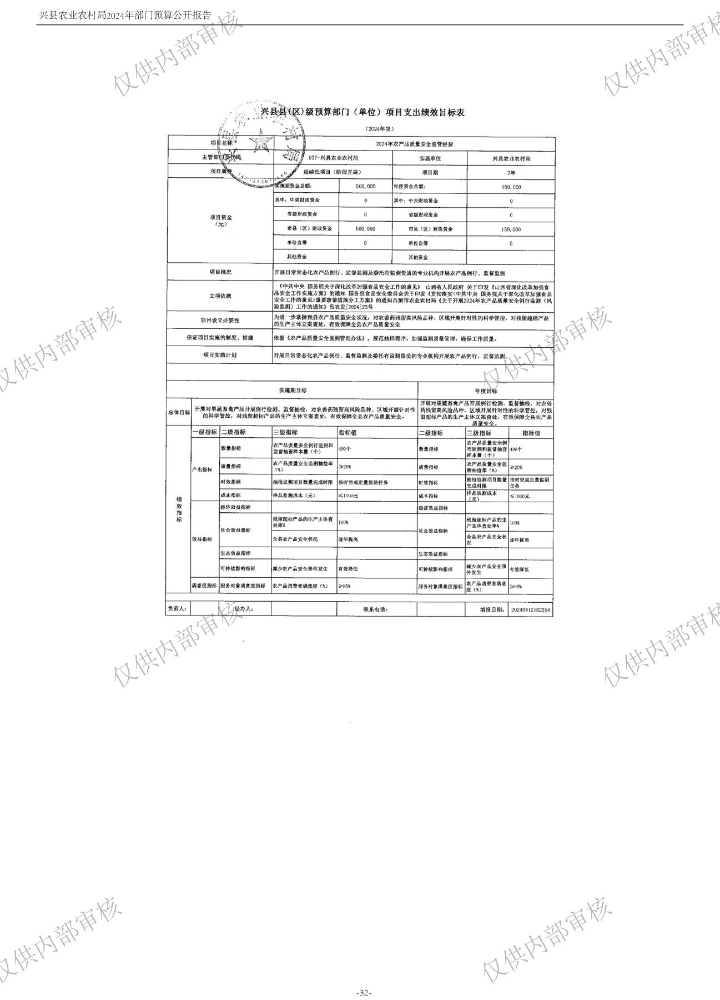 兴县农业农村局2024年部门预算公开报告
仅供内部审核
仅供内部审核
兴县县(区)级预算部门（单位）项目支出绩效目标表
（2024年度）
项目名称 2024年农产品质量安全监管经费
主管部门及代码 037-兴县农业农村局 实施单位 兴县农业农村局
项目属性 延续性项目（阶段开展） 项目期 2年
项目资金
（元）
实施期资金总额： 500,000 年度资金总额： 150,000
其中：中央财政资金 0 其中：中央财政资金 0
省级财政资金 0 省级财政资金 0
市县（区）财政资金 500,000 市县（区）财政资金 150,000
单位自筹 0 单位自筹 0
其他资金 其他资金
项目概况 开展日常常态化农产品例行、监督监测及委托有监测资质的专业机构开展农产品例行、监督监测
立项依据
《中共中央 国务院关于深化改革加强食品安全工作的意见》 山西省人民政府 关于印发《山西省深化改革加强食
品安全工作实施方案》的通知 国务院食品安全委员会关于印发《贯彻落实<中共中央 国务院关于深化改革加强食品
安全工作的意见>重要政策措施分工方案》的通知吕梁市农业农村局《关于开展2024年农产品质量安全例行监测（风
险监测）工作的通知》吕农发[2024]23号
项目设立必要性
为进一步掌握我县农产品质量安全状况，对农兽药残留高风险品种、区域开展针对性的科学管控，对残留超标产品
的生产主体立案查处，有效保障全县农产品质量安全
仅供内部审核
仅供内部审核
保证项目实施的制度、措施 依据《农产品质量安全监测管理办法》，规范抽样程序，加强监测质量管理，确保工作质量。
项目实施计划 开展日常常态化农产品例行、监督监测及委托有监测资质的专业机构开展农产品例行、监督监测。
实施期目标 年度目标
总体目标
开展对果蔬畜禽产品开展例行检测、监督抽检，对农兽药残留高风险品种、区域开展针对性
的科学管控，对残留超标产品的生产主体立案查处，有效保障全县农产品质量安全。
开展对果蔬畜禽产品开展例行检测、监督抽检，对农兽
药残留高风险品种、区域开展针对性的科学管控，对残
留超标产品的生产主体立案查处，有效保障全县农产品
质量安全。
绩效指标
一级指标 二级指标 三级指标 指标值 二级指标 三级指标 指标值
产出指标
数量指标 农产品质量安全例行监测和
监督抽查样本量（个） 490个 数量指标 农产品质量安全例
行监测和监督抽查
样本量（个） 490个
质量指标 农产品质量安全监测抽检率
（%） ≥20% 质量指标 农产品质量安全监
测抽检率（%） ≥20%
时效指标 抽检监测项目数量完成时限 按时完成定量监测任务 时效指标 抽检监测项目数量
完成时限 按时完成定量监测
任务
成本指标 样品监测成本（元） ≤1000元 成本指标 样品监测成本
（元） ≤1000元
效益指标
经济效益指标 经济效益指标
社会效益指标 残留超标产品的生产主体查
处率% 100% 社会效益指标 残留超标产品的生
产主体查处率% 100%
全县农产品安全状况 逐年提高 全县农产品安全状
况 逐年提高
生态效益指标 生态效益指标
可持续影响指标 减少农产品安全事件发生 有效降低 可持续影响指标 减少农产品安全事
件发生 有效降低
满意度指标 服务对象满意度指标 农产品消费者满意度（%） ≥95% 服务对象满意度指标 农产品消费者满意
度（%） ≥95%
负责人： 经办人： 联系电话： 填报日期： 20240412182354
仅供内部审核
仅供内部审核
仅供内部审核
仅供内部审核
-32-